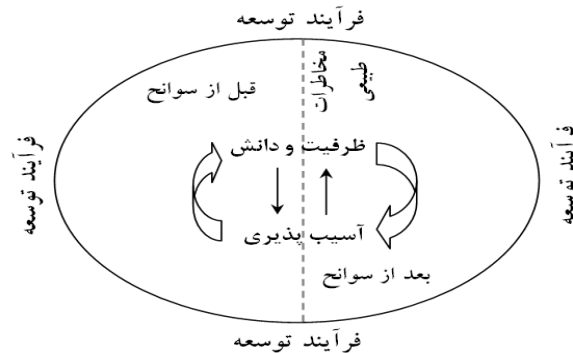 فرآیند توسعه
قبل از سوانح
مخاطرات
طبیعی
فرآیند توسعه
فرآیند توسعه
ظرفیت و دانش
آسیب پذیری
بعد از سوانح
فرآیند توسعه